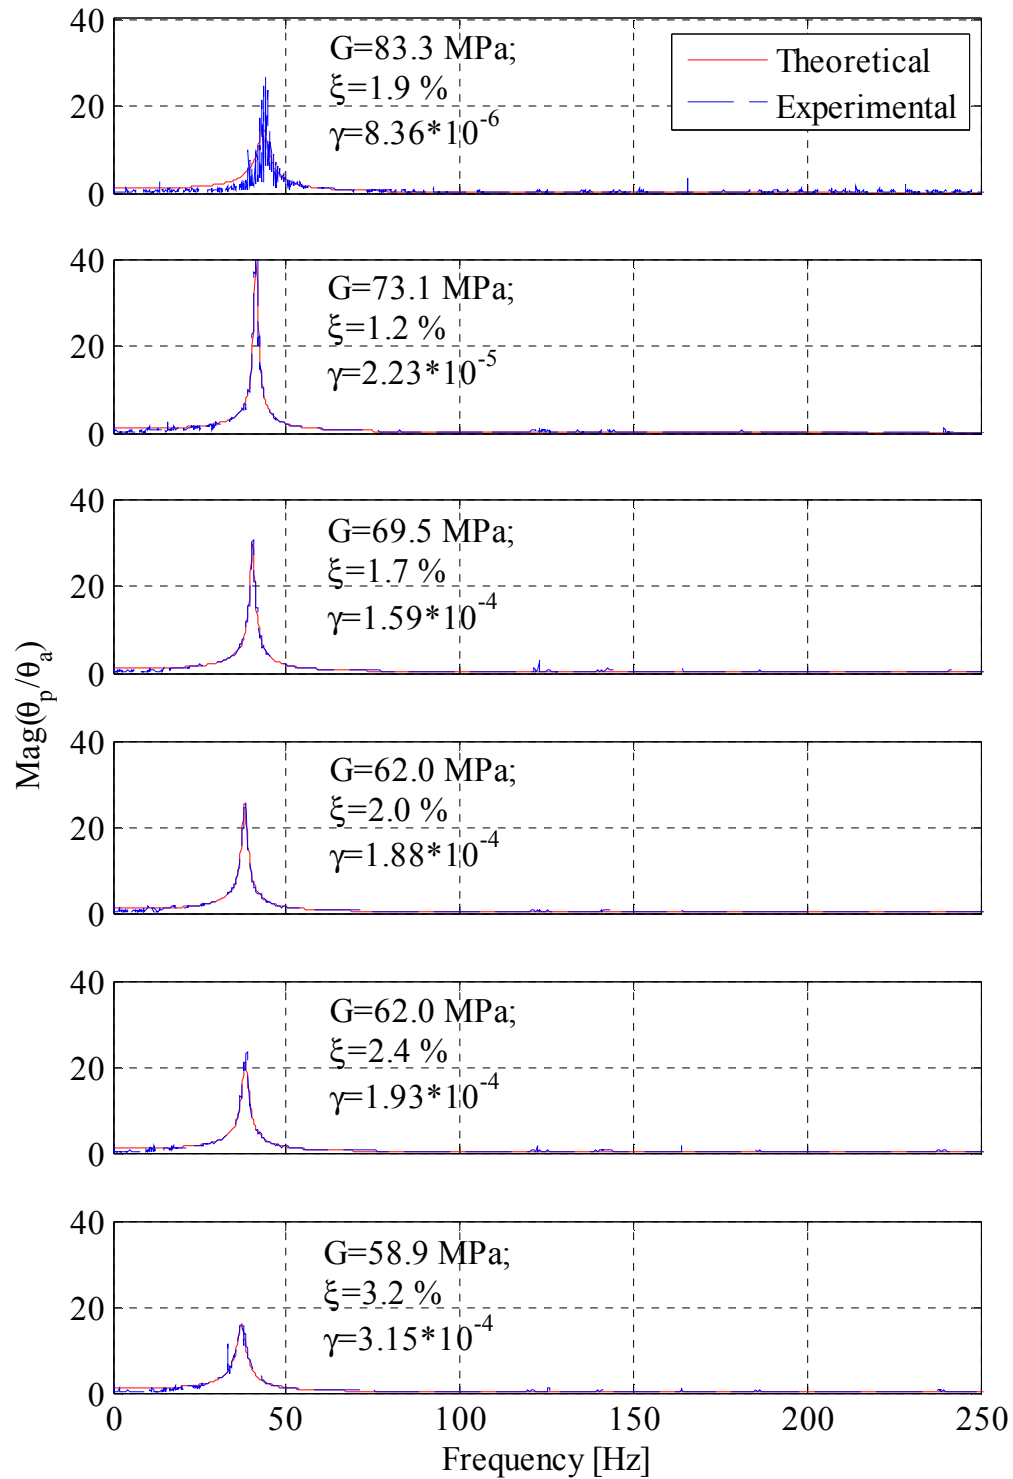 40
20
0
G=83.3 MPa;
ξ=1.9 %
γ=8.36*10-6
Theoretical
Experimental
40
20
0
G=73.1 MPa;
ξ=1.2 %
γ=2.23*10-5
40
20
0
G=69.5 MPa;
ξ=1.7 %
γ=1.59*10-4
Mag(θp/θa)
40
20
0
G=62.0 MPa;
ξ=2.0 %
γ=1.88*10-4
40
20
0
G=62.0 MPa;
ξ=2.4 %
γ=1.93*10-4
40
20
0
G=58.9 MPa;
ξ=3.2 %
γ=3.15*10-4
0 50 100 150 200 250
Frequency [Hz]